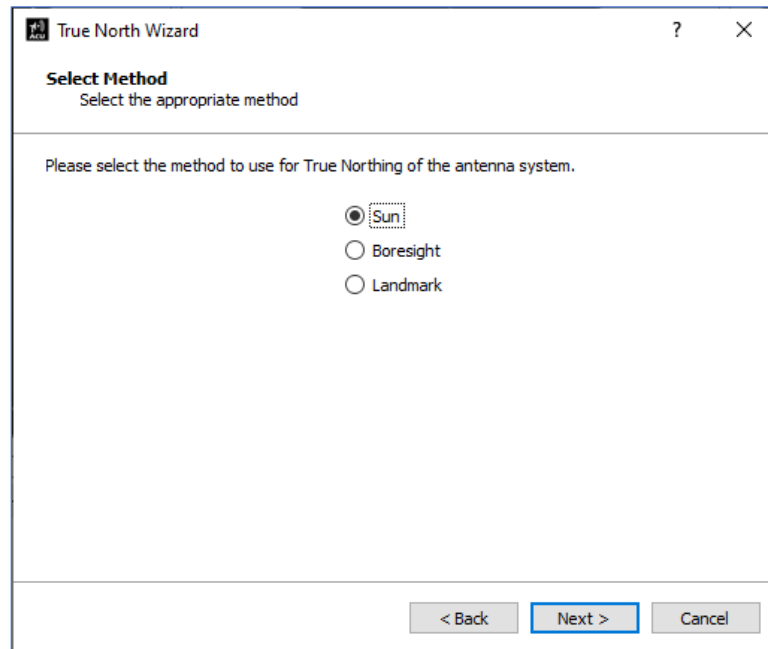 ACU
True North Wizard
?
Select Method
Select the appropriate method
Please select the method to use for True Northing of the antenna system.
Sun
Boresight
Landmark
< Back
Next >
Cancel